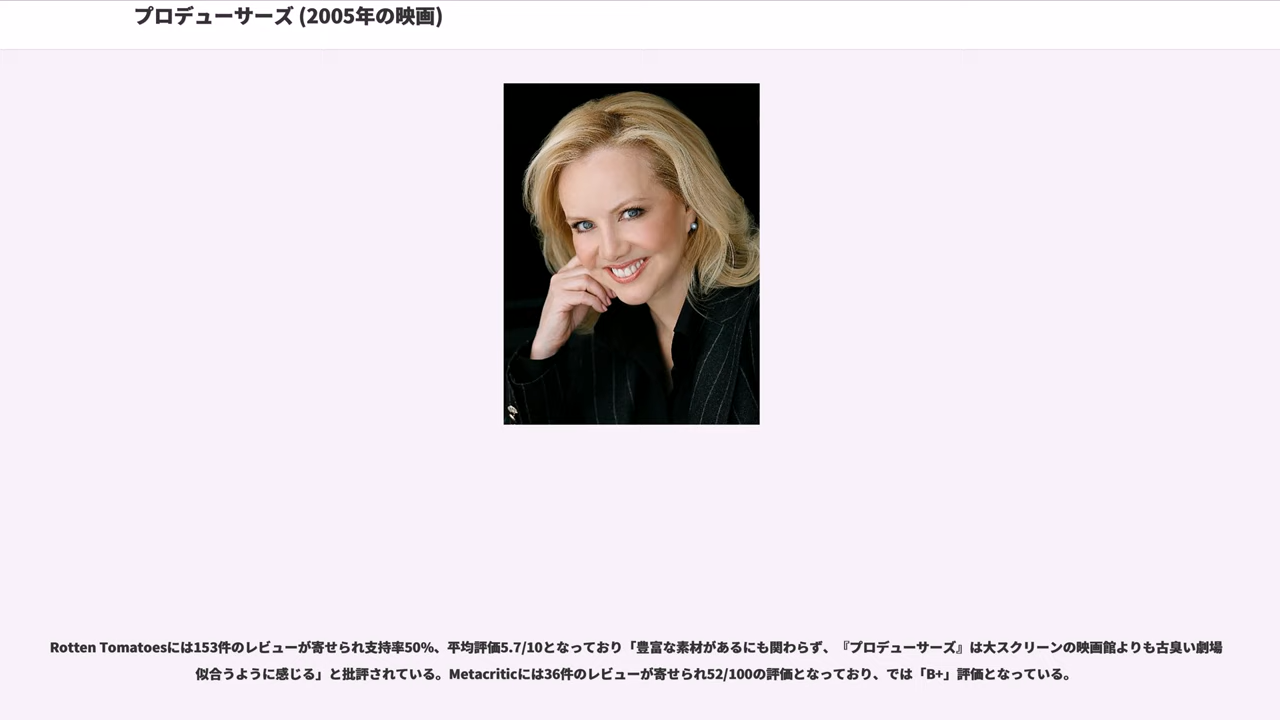 プロデューサーズ (2005年の映画)
Rotten Tomatoesには153件のレビューが寄せられ支持率50%、平均評価5.7/10となっており「豊富な素材があるにも関わらず、『プロデューサーズ』は大スクリーンの映画館よりも古臭い劇場
似合うように感じる」と批評されている。Metacriticには36件のレビューが寄せられ52/100の評価となっており、では「B+」評価となっている。